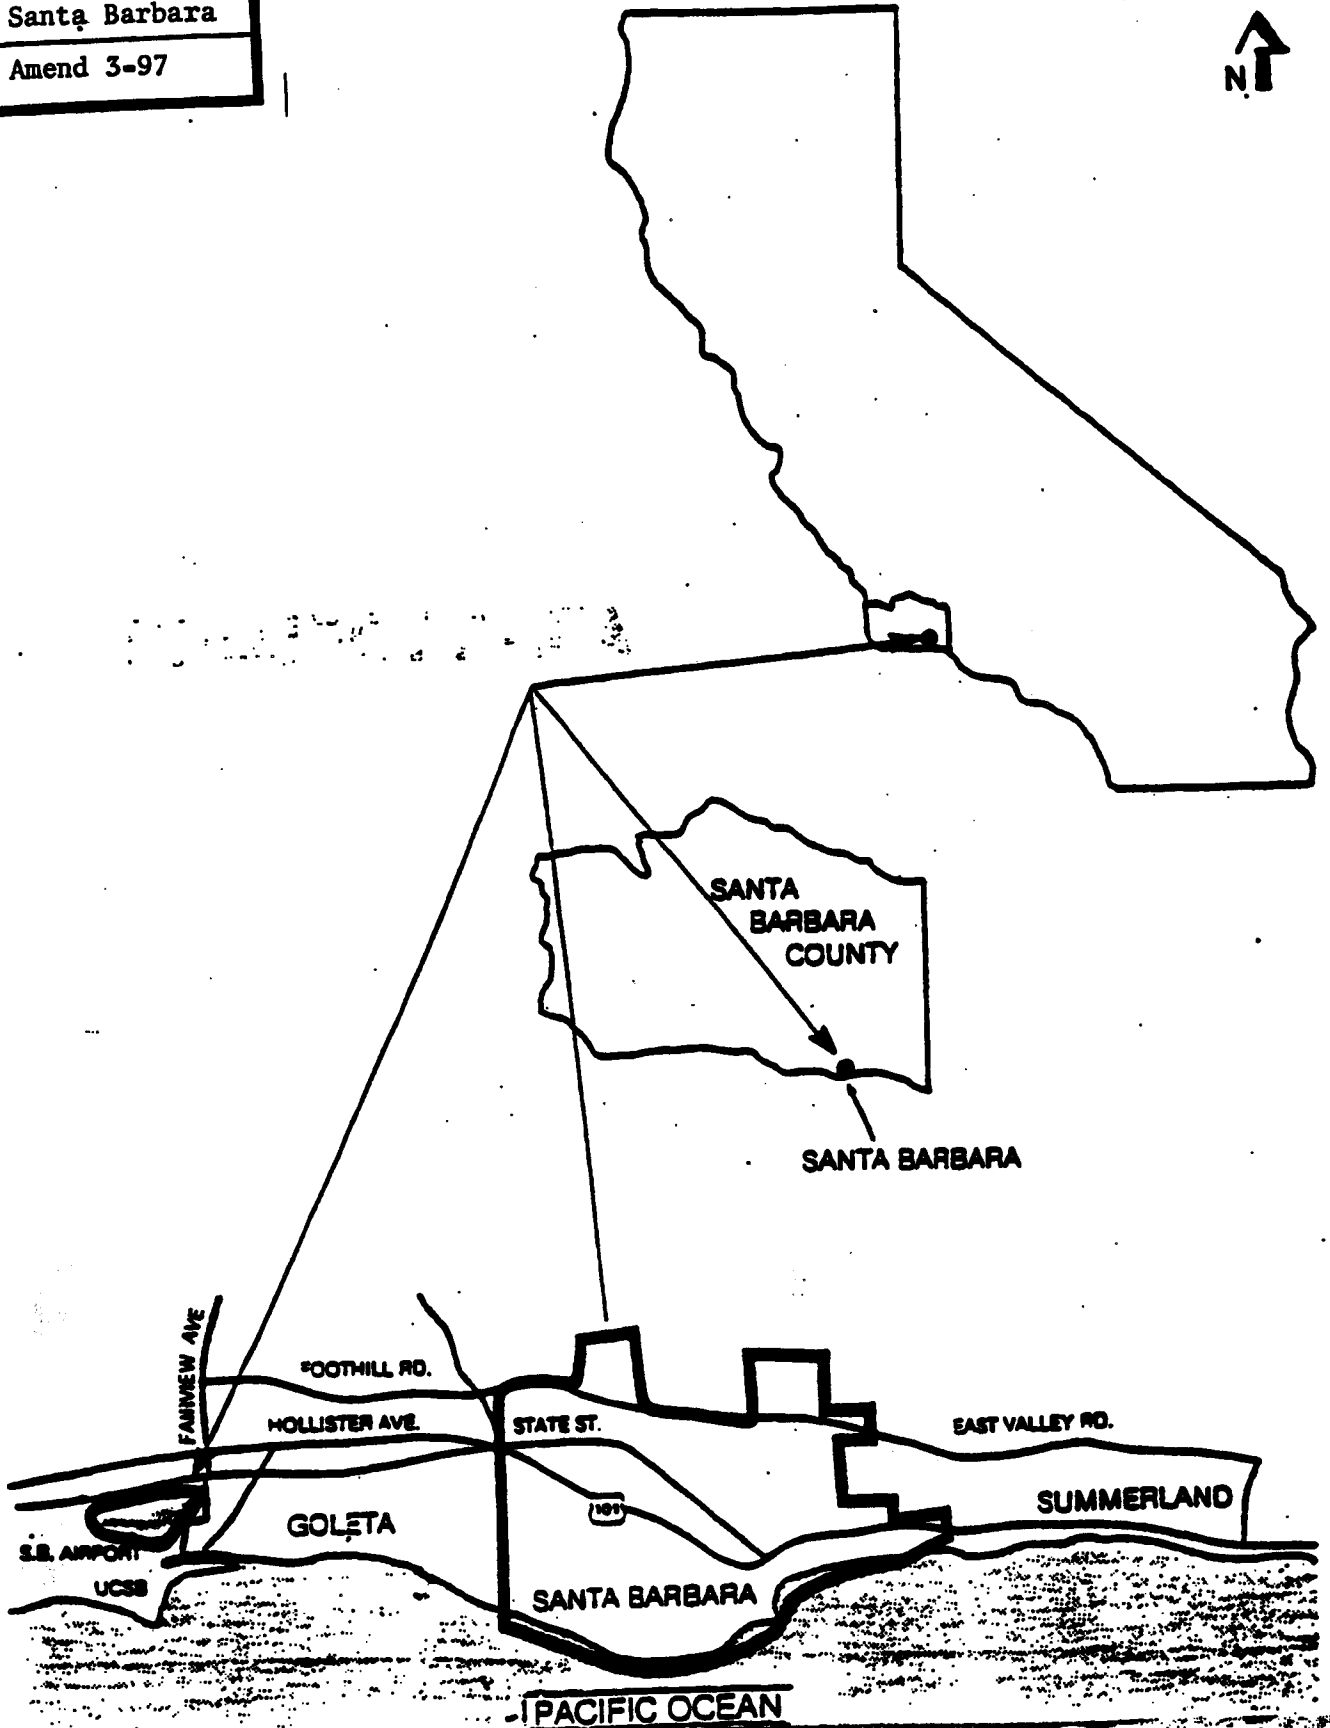 Santa Barbara
Amend 3-97
N
SANTA
BARBARA
COUNTY
SANTA BARBARA
FAIRVIEW AVE
FOOTHILL RD.
HOLLISTER AVE.
STATE ST.
EAST VALLEY RD.
101
SUMMERLAND
GOLETA
S.B. AIRPORT
UCSB
SANTA BARBARA
PACIFIC OCEAN